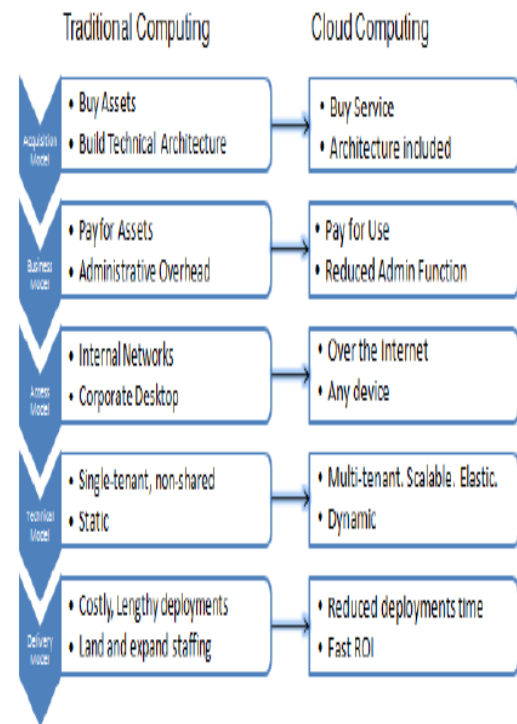 Traditional Computing
Cloud Computing
Acquisition
Model
• Buy Assets
• Build Technical Architecture
• Buy Service
• Architecture included
Business
Model
• Pay for Assets
• Administrative Overhead
• Pay for Use
• Reduced Admin Function
Access
Model
• Internal Networks
• Corporate Desktop
• Over the Internet
• Any device
Technical
Model
• Single-tenant, non-shared
• Static
• Multi-tenant. Scalable. Elastic.
• Dynamic
Delivery
Model
• Costly, Lengthy deployments
• Land and expand staffing
• Reduced deployments time
• Fast ROI